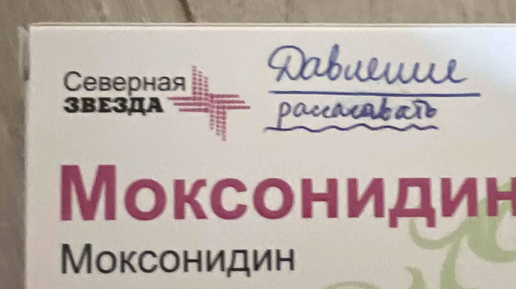 Давление
рассасывать
Северная
ЗВЕЗДА
Моксонидин
Моксонидин